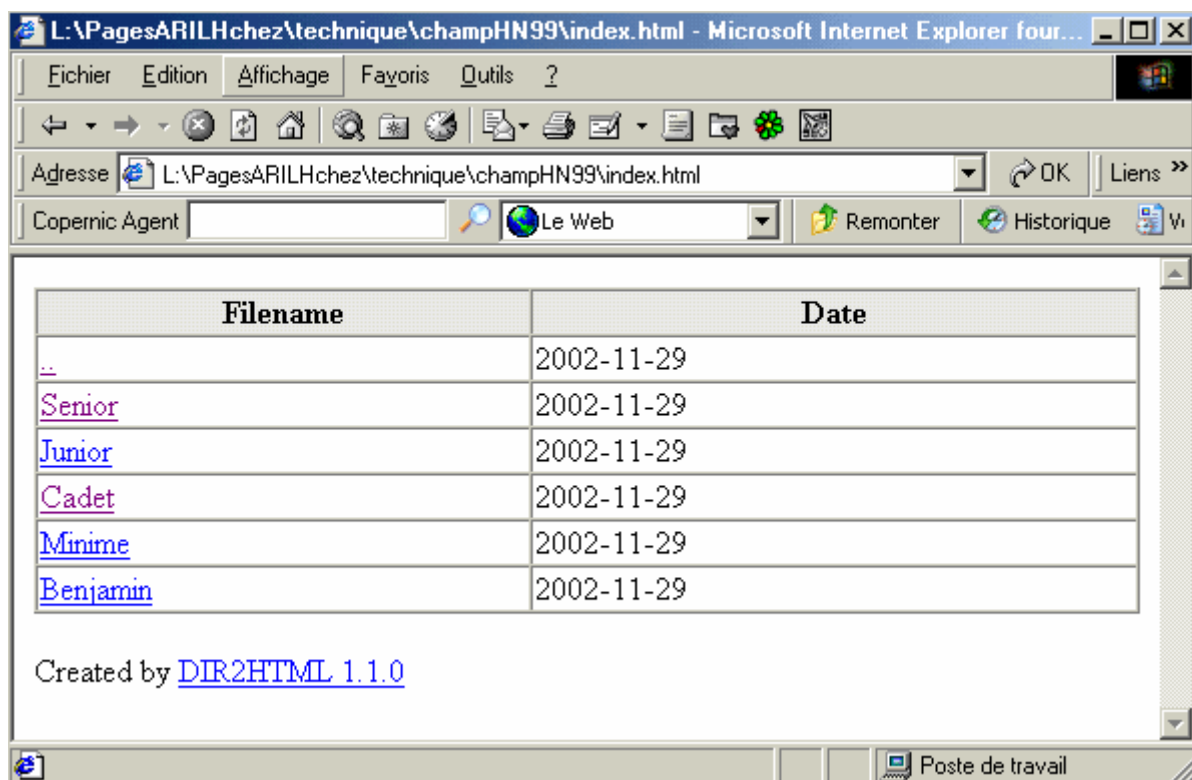 L:\PagesARILHchez\technique\champHN99\index.html - Microsoft Internet Explorer four...
Fichier Edition Affichage Favoris Outils ?
Adresse L:\PagesARILHchez\technique\champHN99\index.html OK Liens »
Copernic Agent Le Web Remonter Historique
Filename Date
.. 2002-11-29
Senior 2002-11-29
Junior 2002-11-29
Cadet 2002-11-29
Minime 2002-11-29
Benjamin 2002-11-29
Created by DIR2HTML 1.1.0
Poste de travail